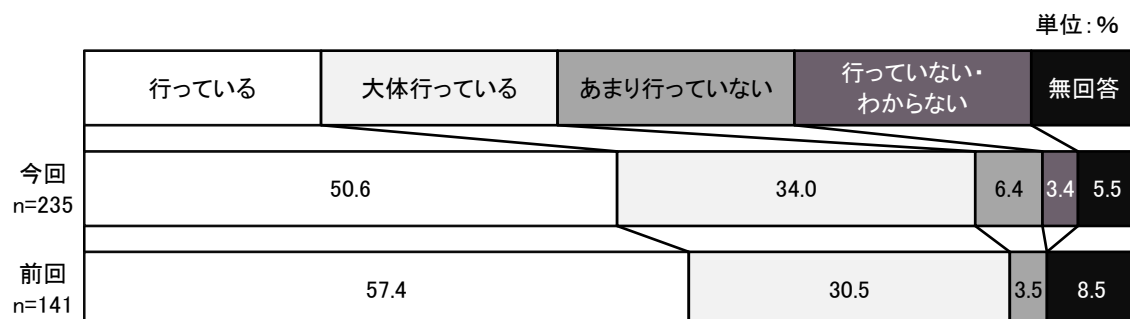 単位:%
行っている 大体行っている あまり行っていない 行っていない・
わからない 無回答
今回
n=235
50.6 34.0 6.4 3.4 5.5
前回
n=141
57.4 30.5 3.5 8.5